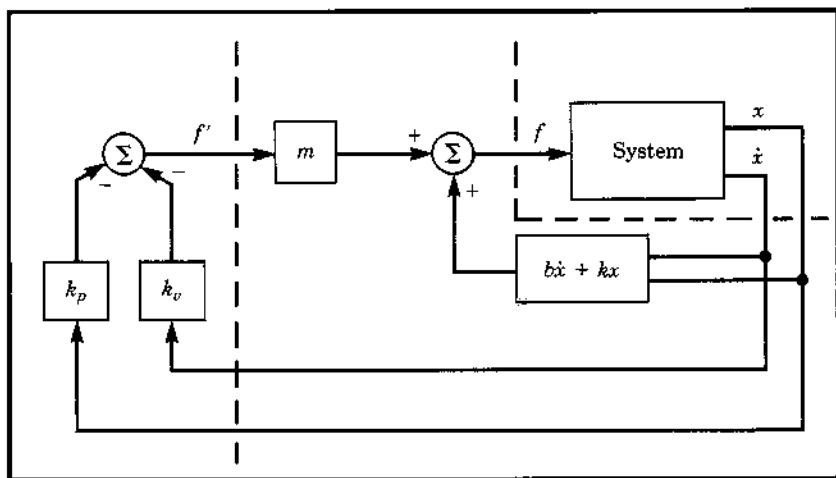 x
f'
+
f
m
System
ẋ
Σ
Σ
−
−
+
bẋ + kx
k_p
k_v